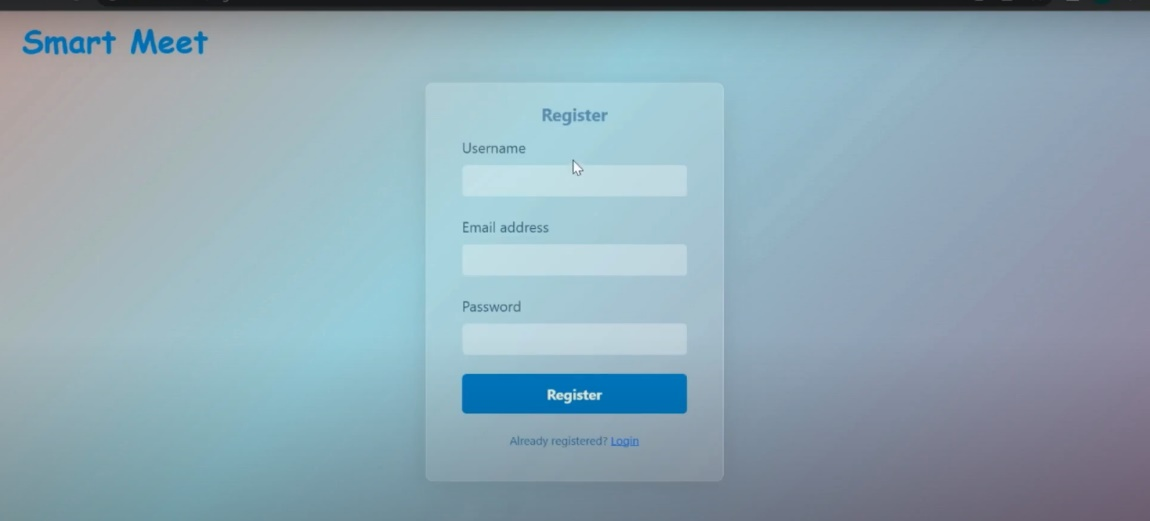 Smart Meet
Register
Username
Email address
Password
Register
Already registered? Login